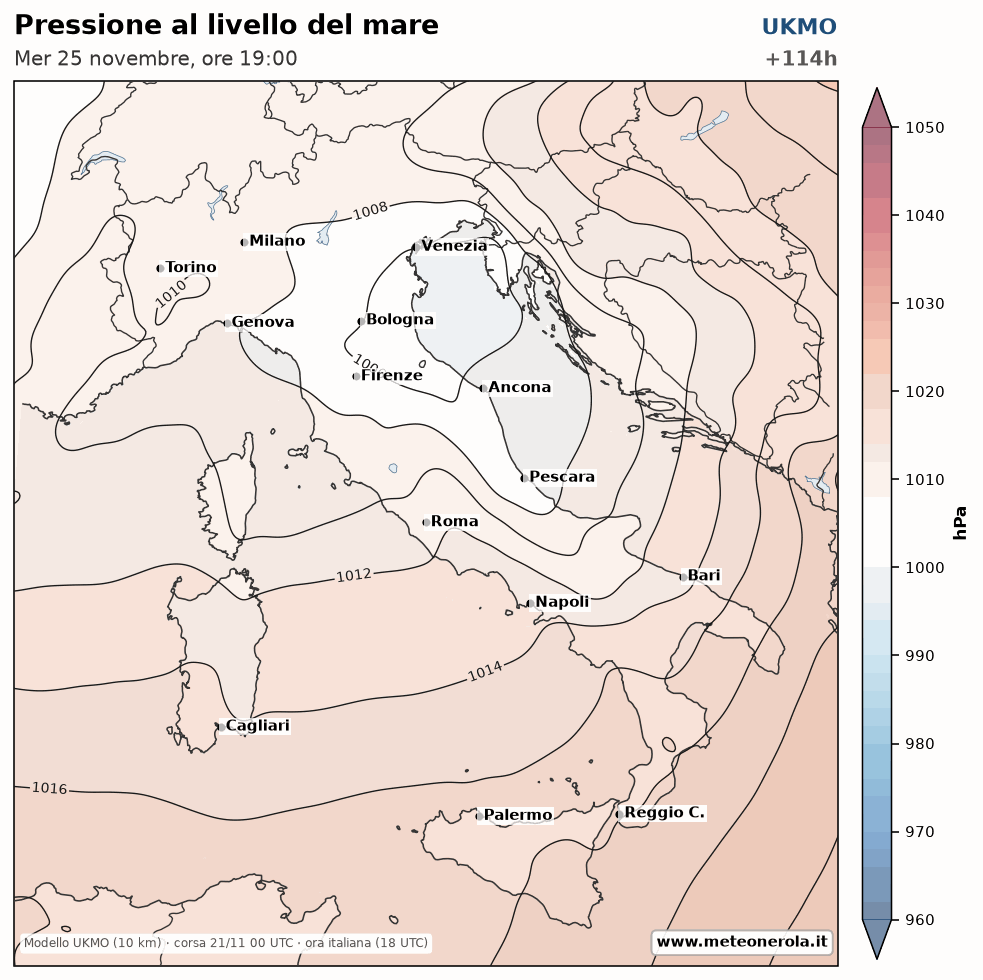 Pressione al livello del mare
UKMO
Mer 25 novembre, ore 19:00
+114h
1050
1040
1030
1020
1010
1000
990
980
970
960
hPa
1008
Milano
Venezia
Torino
1010
Genova
Bologna
Firenze
Ancona
Pescara
Roma
1012
Bari
Napoli
1014
Cagliari
1016
Palermo
Reggio C.
Modello UKMO (10 km) · corsa 21/11 00 UTC · ora italiana (18 UTC)
www.meteonerola.it